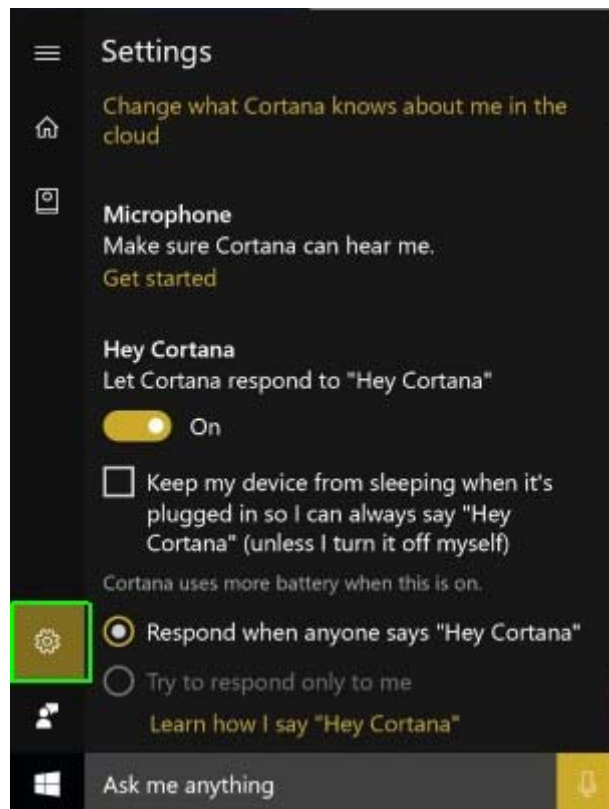 Settings
Change what Cortana knows about me in the
cloud
Microphone
Make sure Cortana can hear me.
Get started
Hey Cortana
Let Cortana respond to "Hey Cortana"
On
Keep my device from sleeping when it's
plugged in so I can always say "Hey
Cortana" (unless I turn it off myself)
Cortana uses more battery when this is on.
Respond when anyone says "Hey Cortana"
Try to respond only to me
Learn how I say "Hey Cortana"
Ask me anything